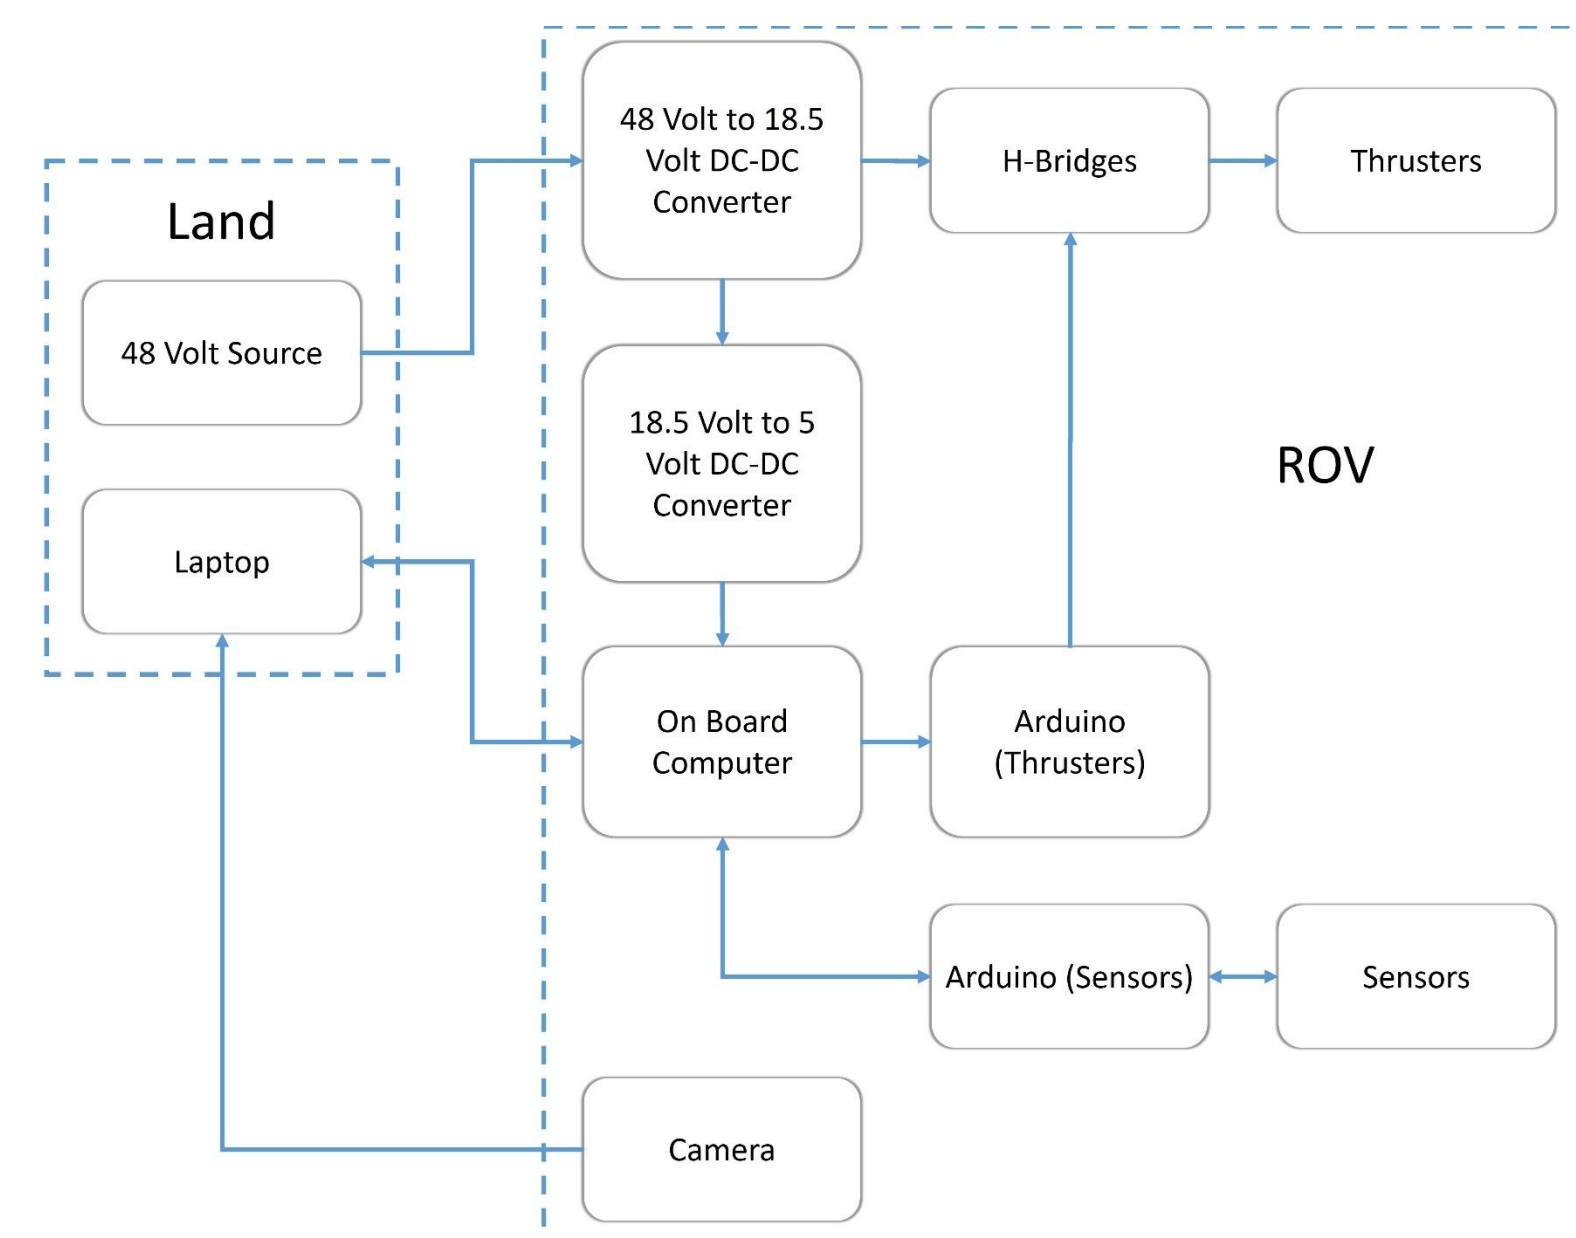 48 Volt to 18.5
Volt DC-DC
Converter
H-Bridges
Thrusters
Land
48 Volt Source
18.5 Volt to 5
Volt DC-DC
Converter
ROV
Laptop
On Board
Computer
Arduino
(Thrusters)
Arduino (Sensors)
Sensors
Camera